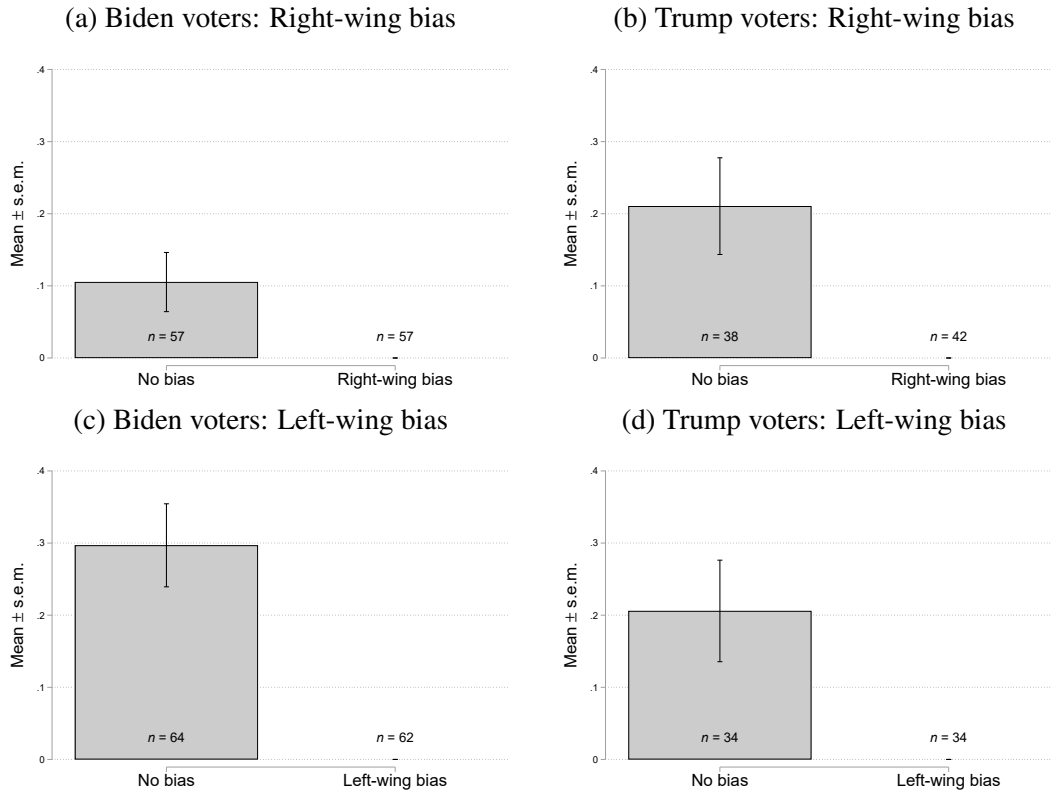 (a) Biden voters: Right-wing bias
.4
.3
.2
.1
0
Mean ± s.e.m.
n = 57
n = 57
No bias
Right-wing bias
(b) Trump voters: Right-wing bias
.4
.3
.2
.1
0
Mean ± s.e.m.
n = 38
n = 42
No bias
Right-wing bias
(c) Biden voters: Left-wing bias
.4
.3
.2
.1
0
Mean ± s.e.m.
n = 64
n = 62
No bias
Left-wing bias
(d) Trump voters: Left-wing bias
.4
.3
.2
.1
0
Mean ± s.e.m.
n = 34
n = 34
No bias
Left-wing bias